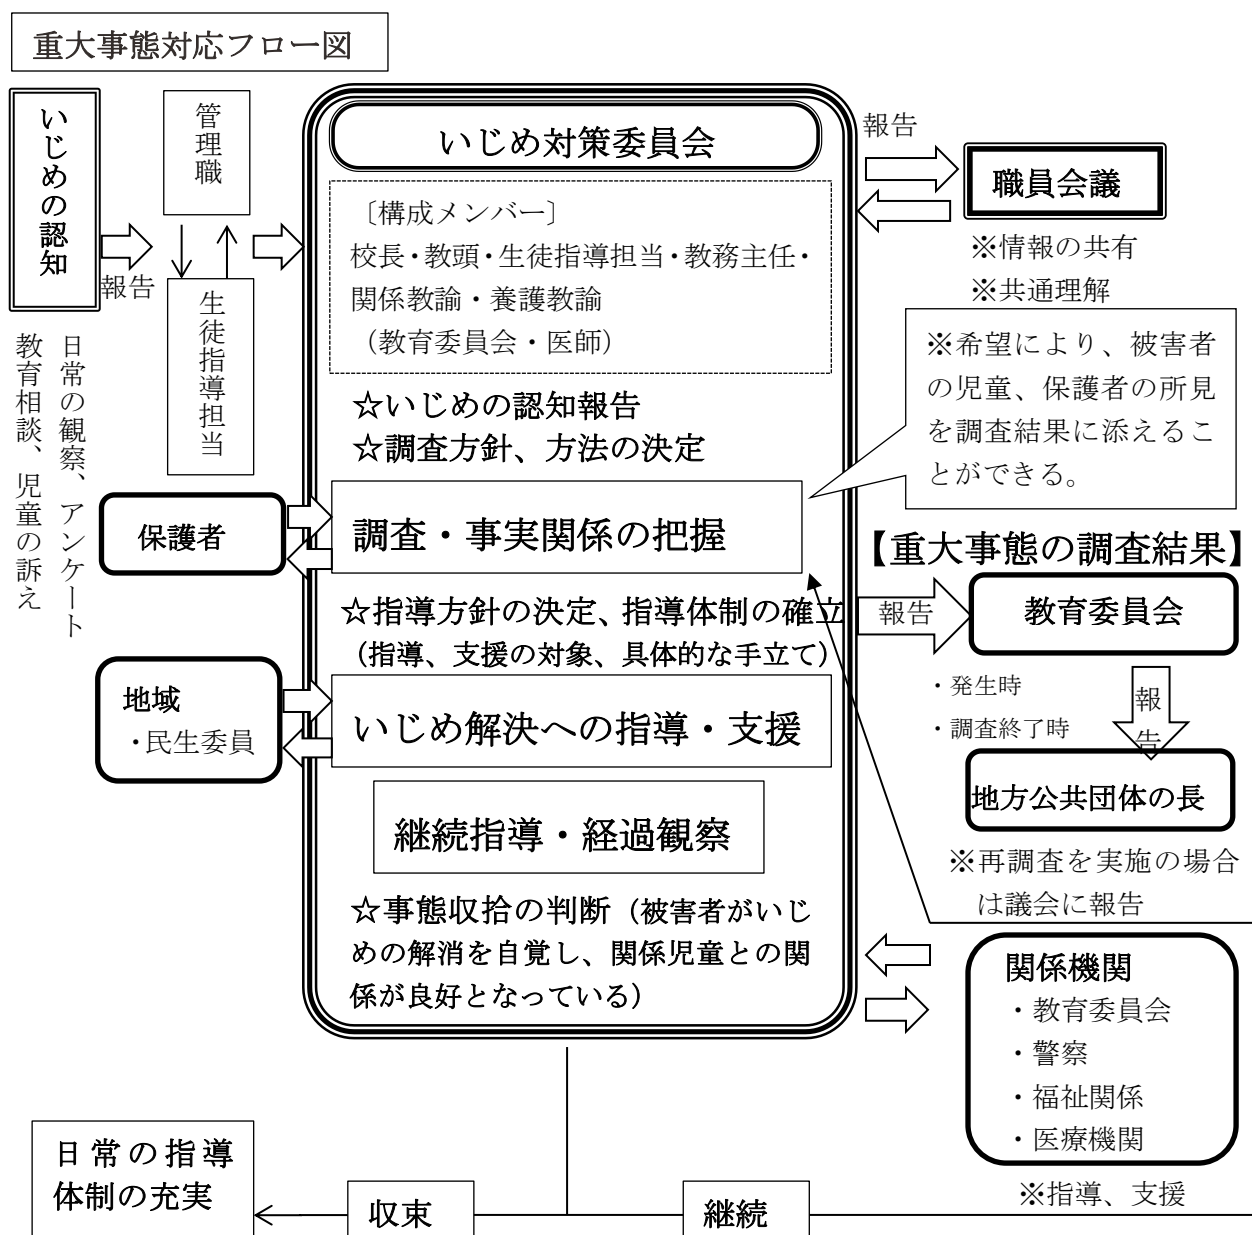 重大事態対応フロー図
いじめの認知
報告
日常の観察、アンケート
教育相談、児童の訴え
管理職
生徒指導担当
いじめ対策委員会
〔構成メンバー〕
校長・教頭・生徒指導担当・教務主任・
関係教諭・養護教諭
（教育委員会・医師）
☆いじめの認知報告
☆調査方針、方法の決定
調査・事実関係の把握
☆指導方針の決定、指導体制の確立
（指導、支援の対象、具体的な手立て）
いじめ解決への指導・支援
継続指導・経過観察
☆事態収拾の判断（被害者がいじ
めの解消を自覚し、関係児童との関
係が良好となっている）
保護者
地域
・民生委員
報告
職員会議
※情報の共有
※共通理解
※希望により、被害者
の児童、保護者の所見
を調査結果に添えるこ
とができる。
【重大事態の調査結果】
報告
教育委員会
・発生時
・調査終了時
報告
地方公共団体の長
※再調査を実施の場合
は議会に報告
関係機関
・教育委員会
・警察
・福祉関係
・医療機関
※指導、支援
日常の指導
体制の充実
収束
継続